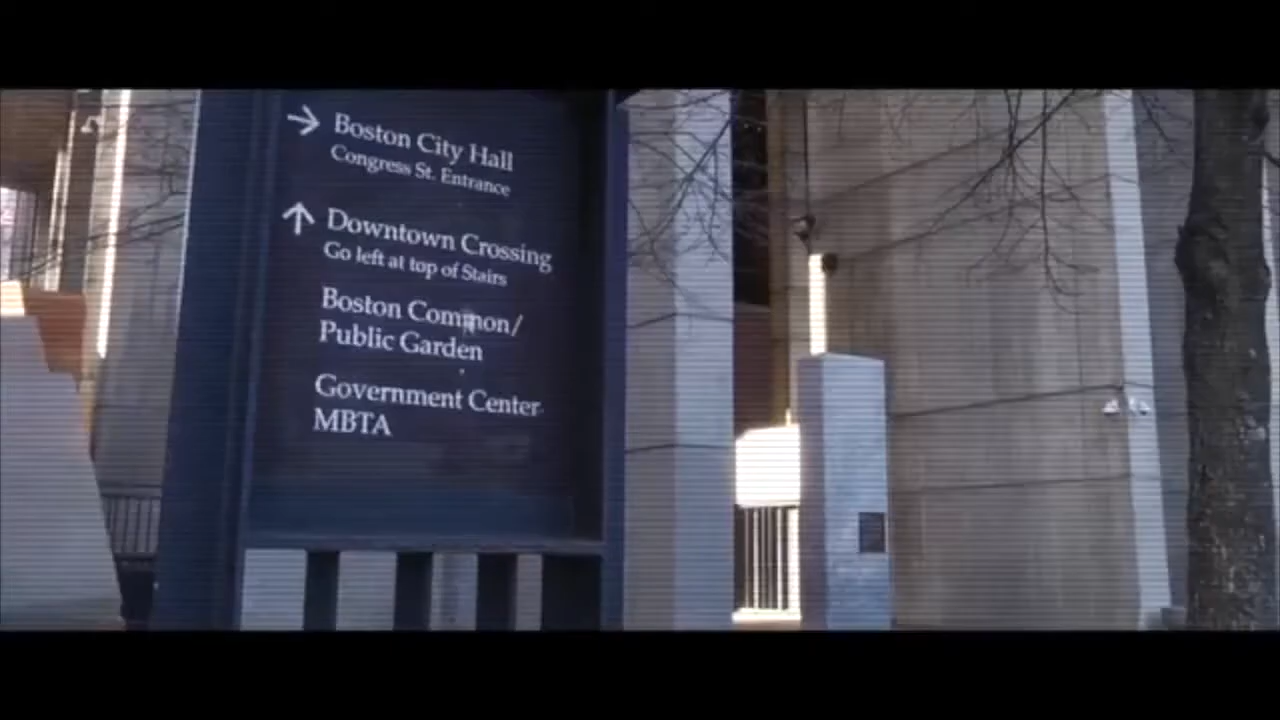 → Boston City Hall
Congress St. Entrance
↑ Downtown Crossing
Go left at top of Stairs
Boston Common/
Public Garden
Government Center
MBTA